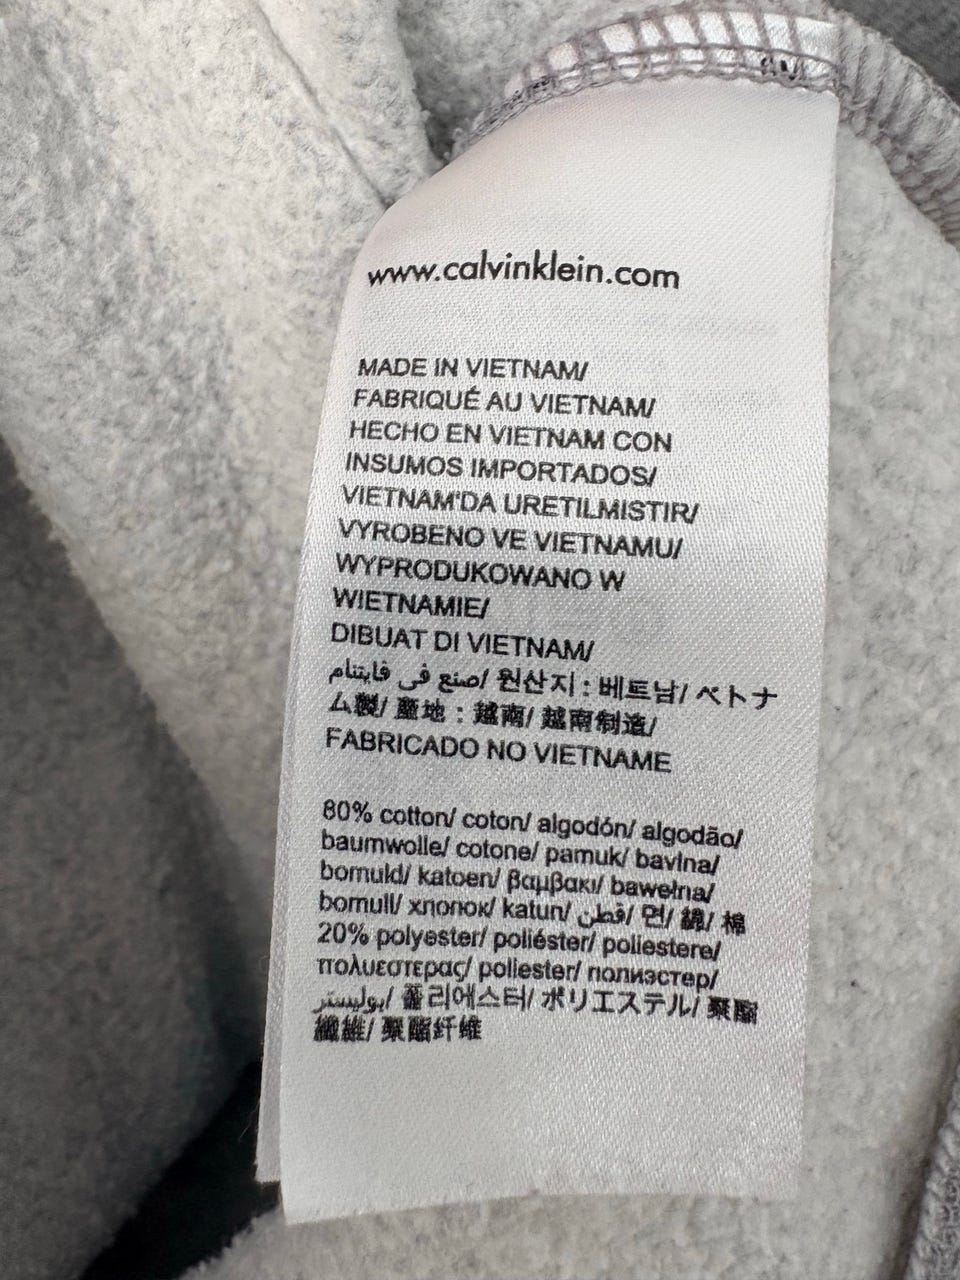 www.calvinklein.com
MADE IN VIETNAM/
FABRIQUÉ AU VIETNAM/
HECHO EN VIETNAM CON
INSUMOS IMPORTADOS/
VIETNAM'DA URETILMISTIR/
VYROBENO VE VIETNAMU/
WYPRODUKOWANO W
WIETNAMIE/
DIBUAT DI VIETNAM/
صنع في فايتنام/ 원산지 : 베트남/ ベトナ
ム製/ 產地 : 越南/ 越南制造/
FABRICADO NO VIETNAME
80% cotton/ coton/ algodón/ algodão/
baumwolle/ cotone/ pamuk/ bavlna/
bomuld/ katoen/ βαμβακι/ bawełna/
bomull/ хлопок/ katun/ قطن/ 면/ 綿/ 棉
20% polyester/ poliéster/ poliestere/
πολυεστερας/ poliester/ полиэстер/
بوليستر/ 폴리에스터/ ポリエステル/ 聚酯
纖維/ 聚酯纤维